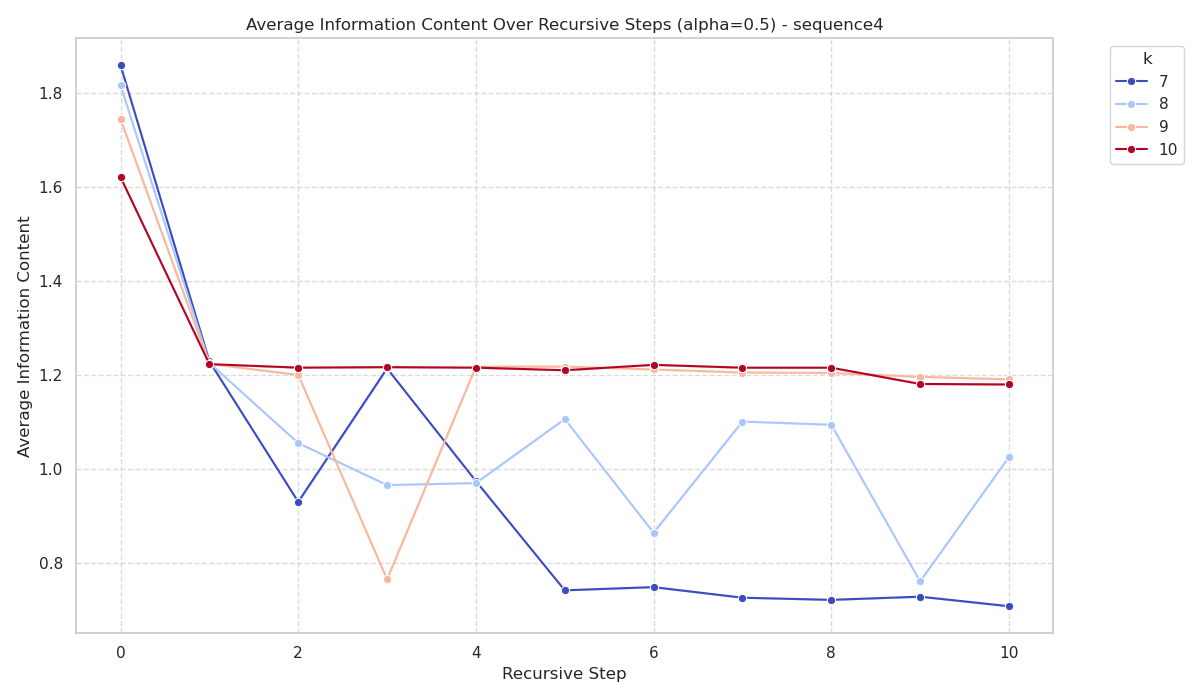 Average Information Content Over Recursive Steps (alpha=0.5) - sequence4
k
7
8
9
10
Average Information Content
1.8
1.6
1.4
1.2
1.0
0.8
0 2 4 6 8 10
Recursive Step